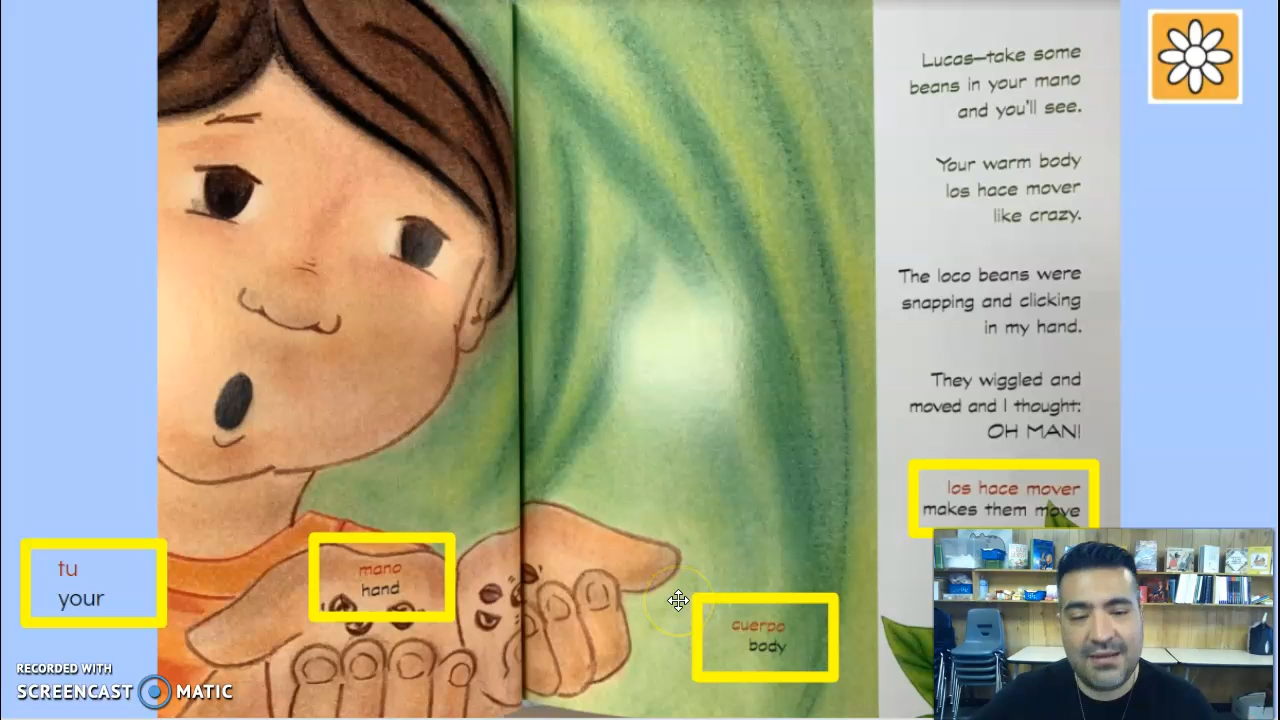 Lucas—take some
beans in your mano
and you'll see.
Your warm body
los hace mover
like crazy.
The loco beans were
snapping and clicking
in my hand.
They wiggled and
moved and I thought:
OH MAN!
los hace mover
makes them move
tu
your
mano
hand
cuerpo
body
RECORDED WITH
SCREENCAST MATIC